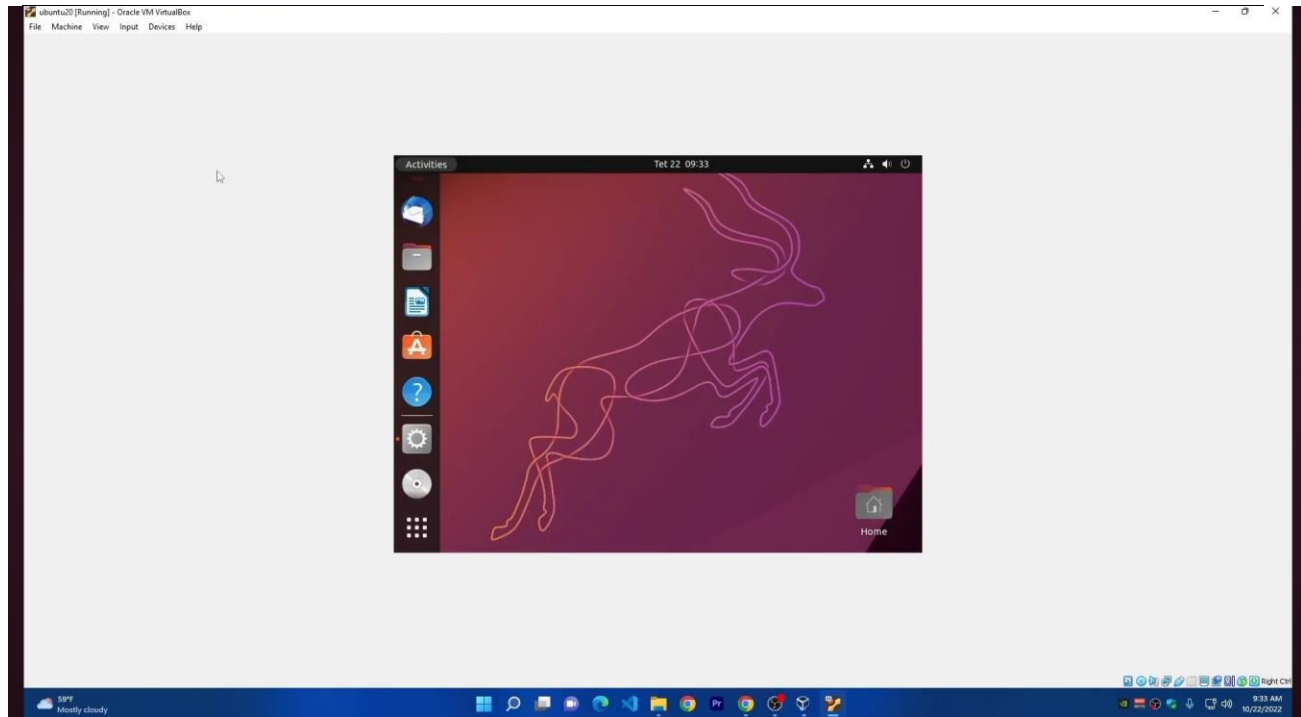 ubuntu20 [Running] - Oracle VM VirtualBox
File Machine View Input Devices Help
Activities
Tet 22 09:33
Home
Right Ctrl
59°F
Mostly cloudy
Pr
9:33 AM
10/22/2022